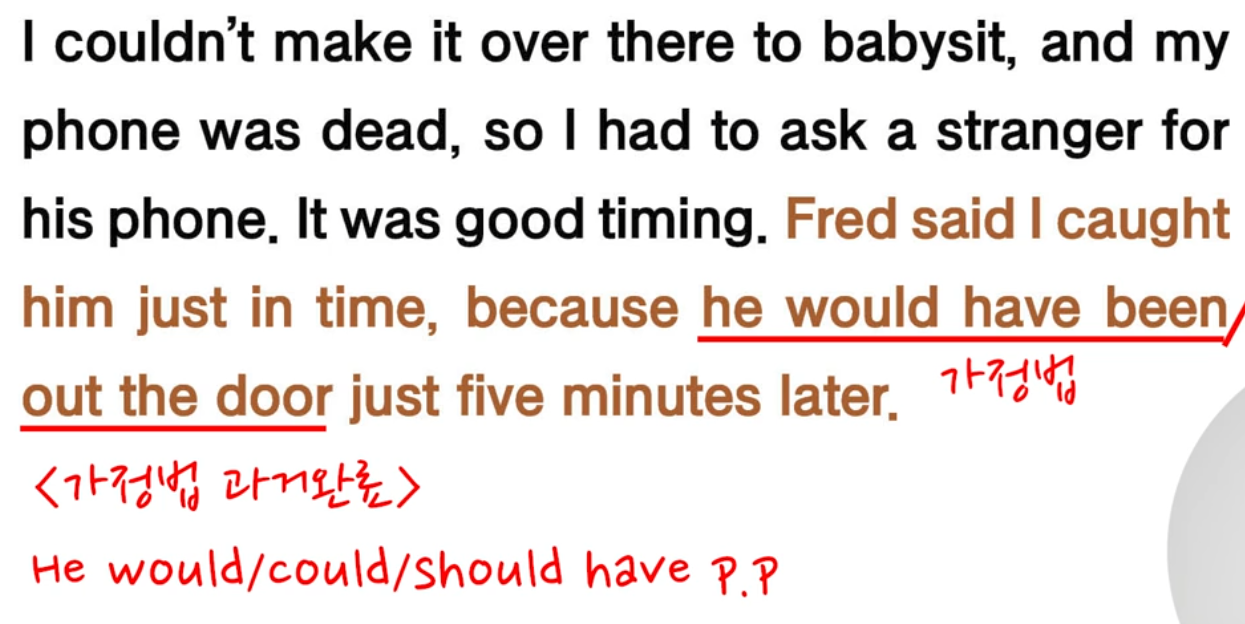 I couldn't make it over there to babysit, and my
phone was dead, so I had to ask a stranger for
his phone. It was good timing. Fred said I caught
him just in time, because he would have been
out the door just five minutes later. 가정법
<가정법 과거완료>
He would/could/should have P.P